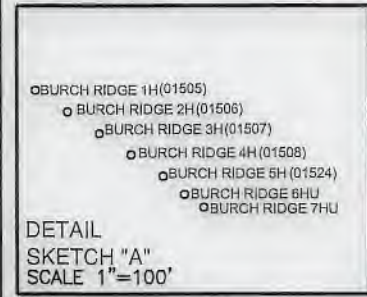 BURCH RIDGE 1H(01505)
BURCH RIDGE 2H(01506)
BURCH RIDGE 3H(01507)
BURCH RIDGE 4H(01508)
BURCH RIDGE 5H(01524)
BURCH RIDGE 6HU
BURCH RIDGE 7HU
DETAIL
SKETCH "A"
SCALE 1"=100'